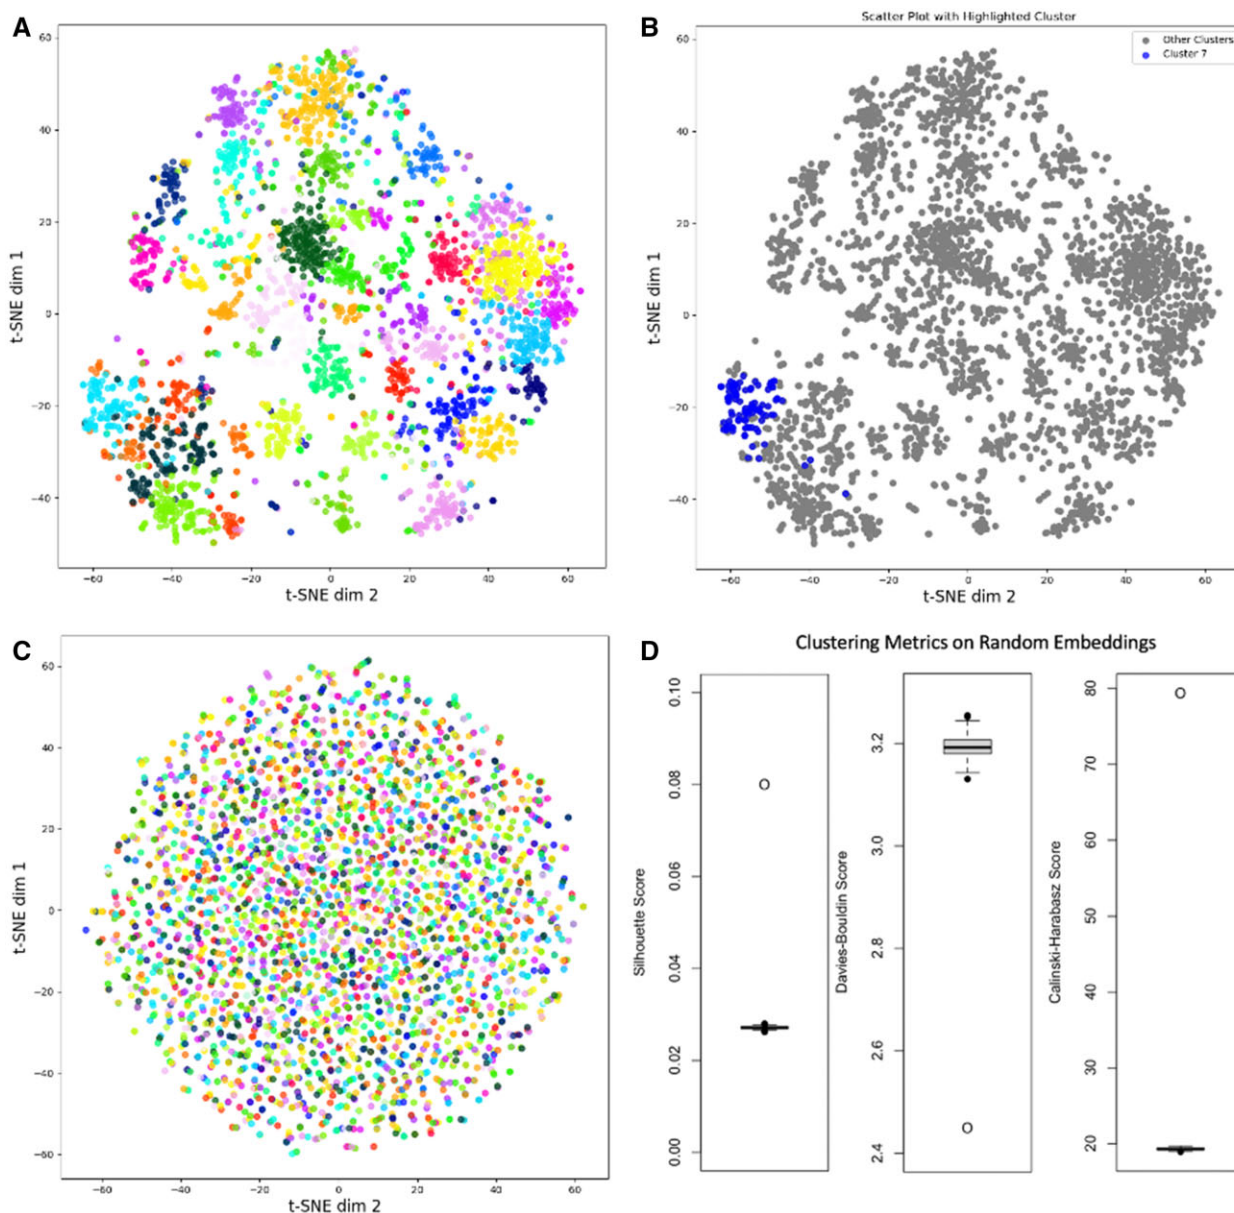 A
60
40
20
0
−20
−40
−60 −40 −20 0 20 40 60
t-SNE dim 2
t-SNE dim 1
B
Scatter Plot with Highlighted Cluster
Other Clusters
Cluster 7
60
40
20
0
−20
−40
−60 −40 −20 0 20 40 60
t-SNE dim 2
t-SNE dim 1
C
60
40
20
0
−20
−40
−60
−60 −40 −20 0 20 40 60
t-SNE dim 2
t-SNE dim 1
D
Clustering Metrics on Random Embeddings
Silhouette Score
0.10
0.08
0.06
0.04
0.02
0.00
Davies-Bouldin Score
3.2
3.0
2.8
2.6
2.4
Calinski-Harabasz Score
80
70
60
50
40
30
20